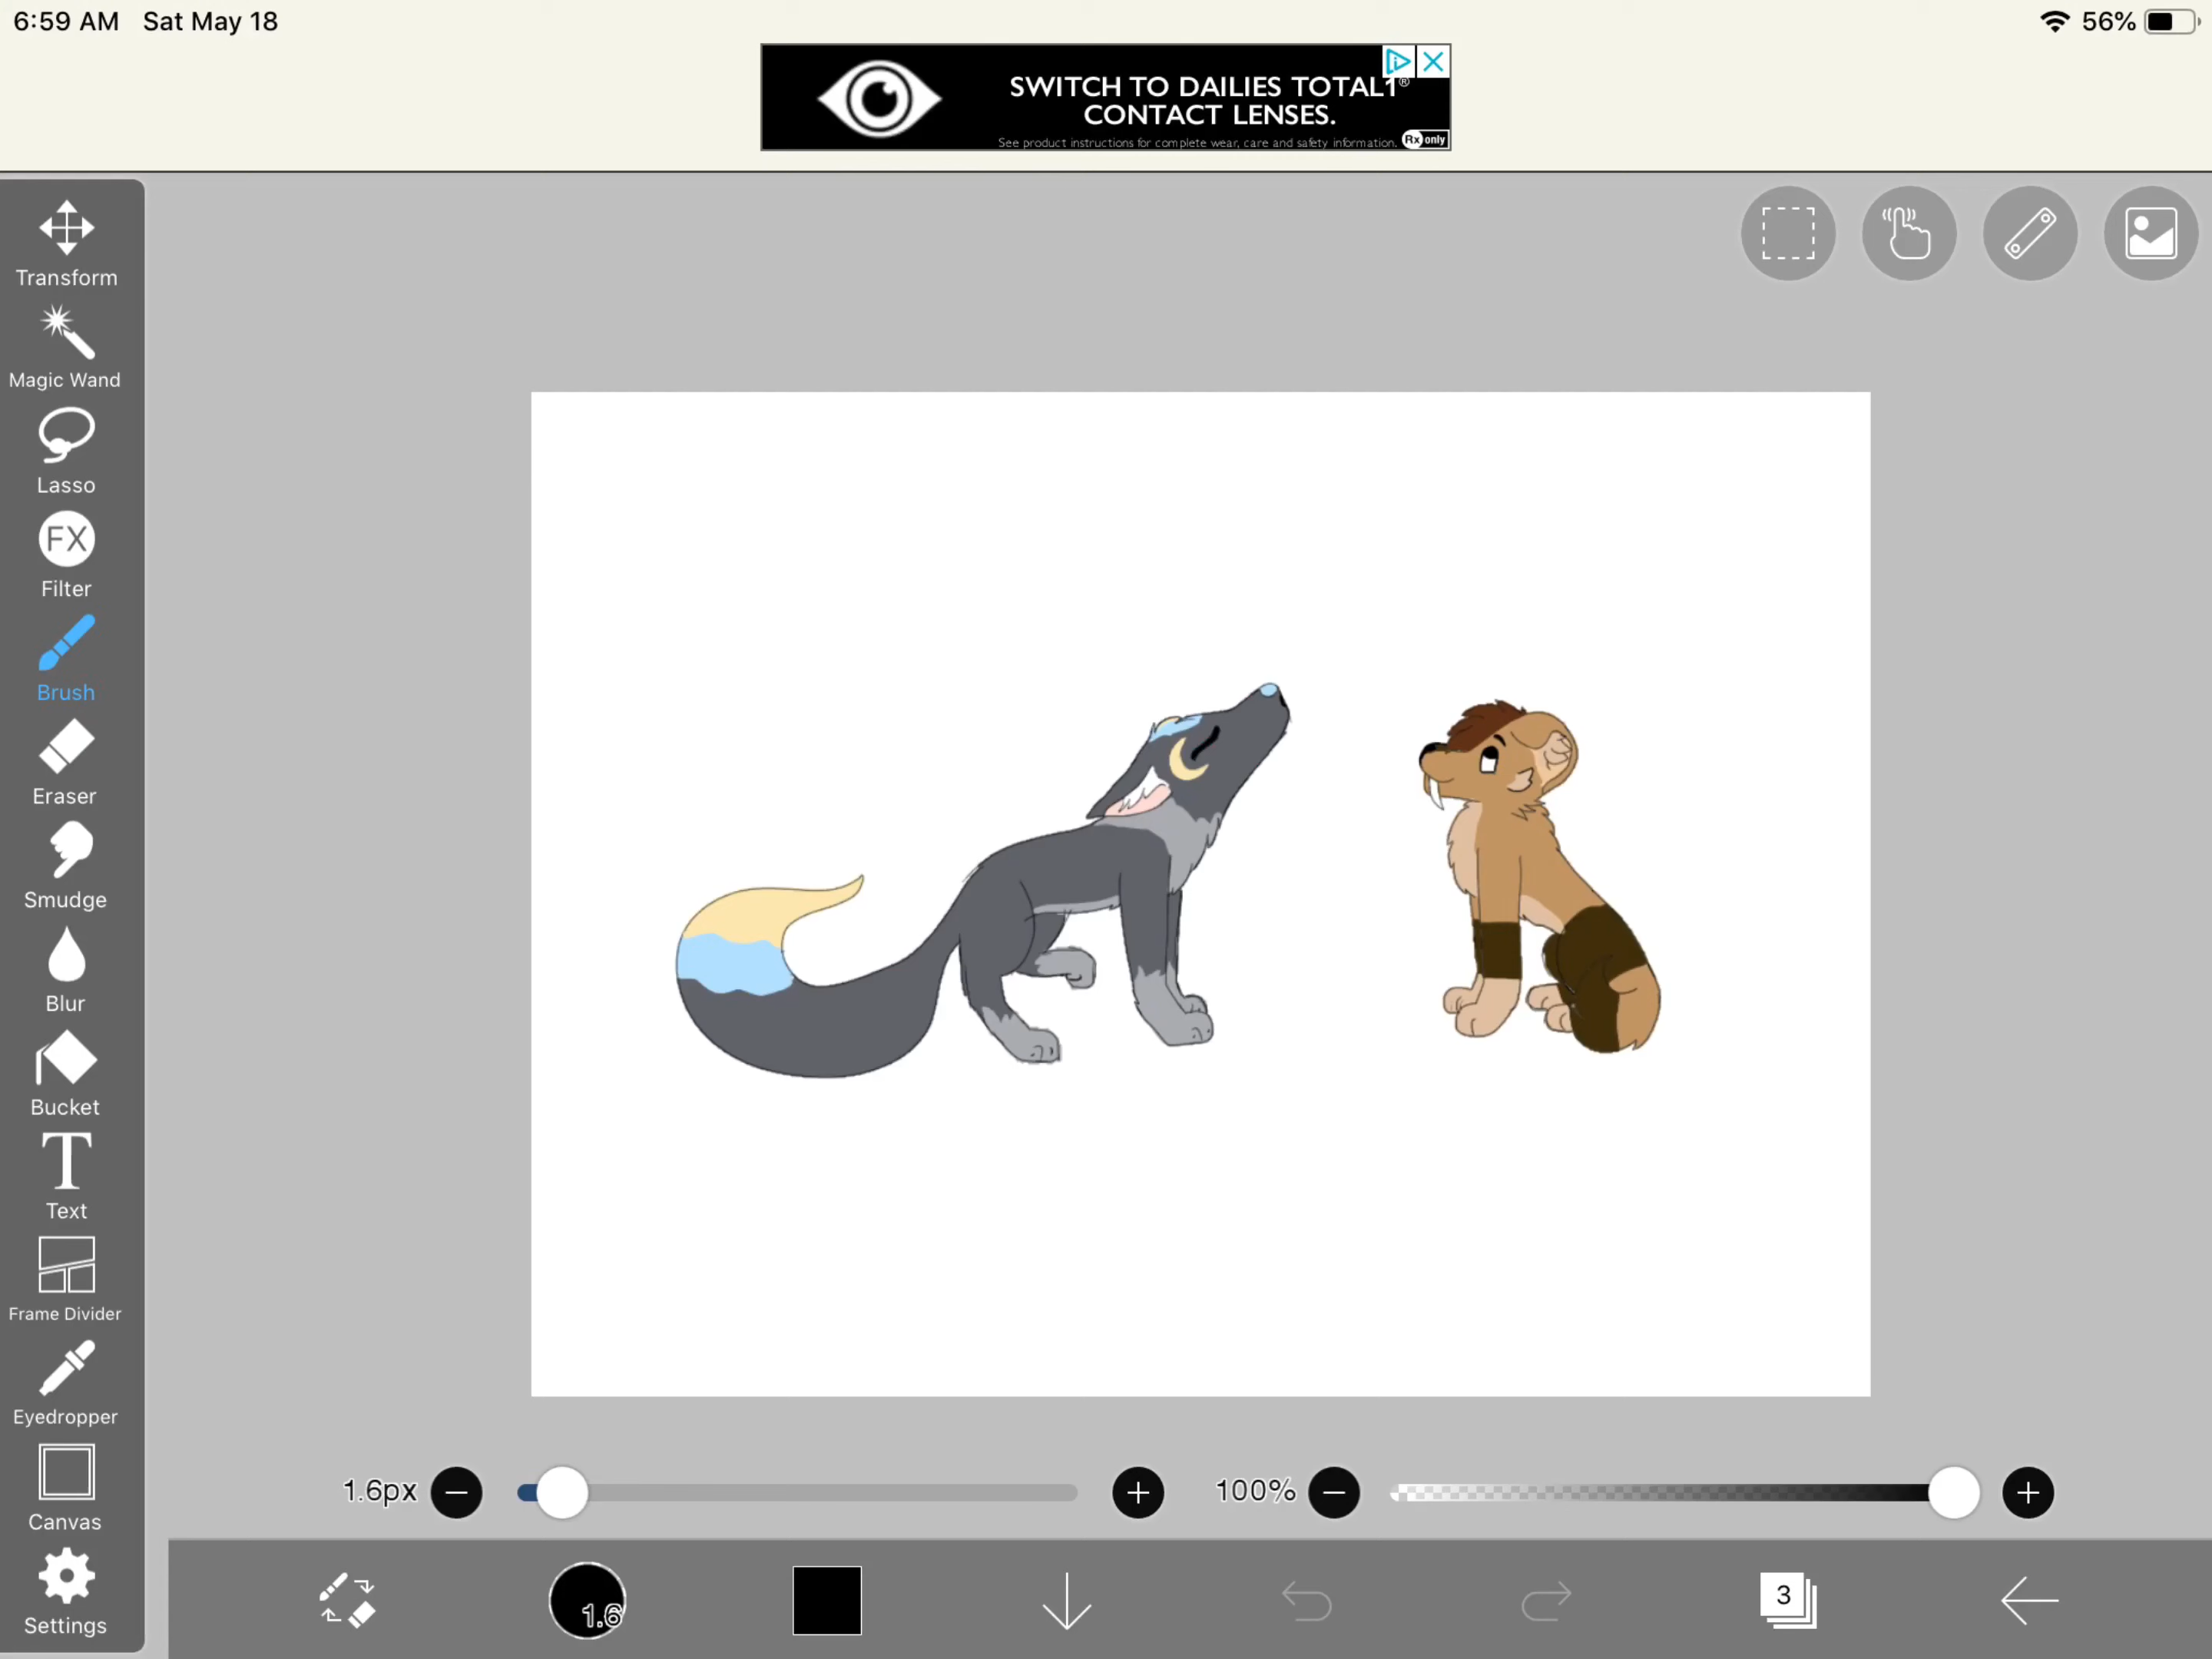 6:59 AM Sat May 18
56%
SWITCH TO DAILIES TOTAL1®
CONTACT LENSES.
See product instructions for complete wear, care and safety information.
Rx only
Transform
Magic Wand
Lasso
FX
Filter
Brush
Eraser
Smudge
Blur
Bucket
T
Text
Frame Divider
Eyedropper
Canvas
Settings
1.6px
100%
1.6
3